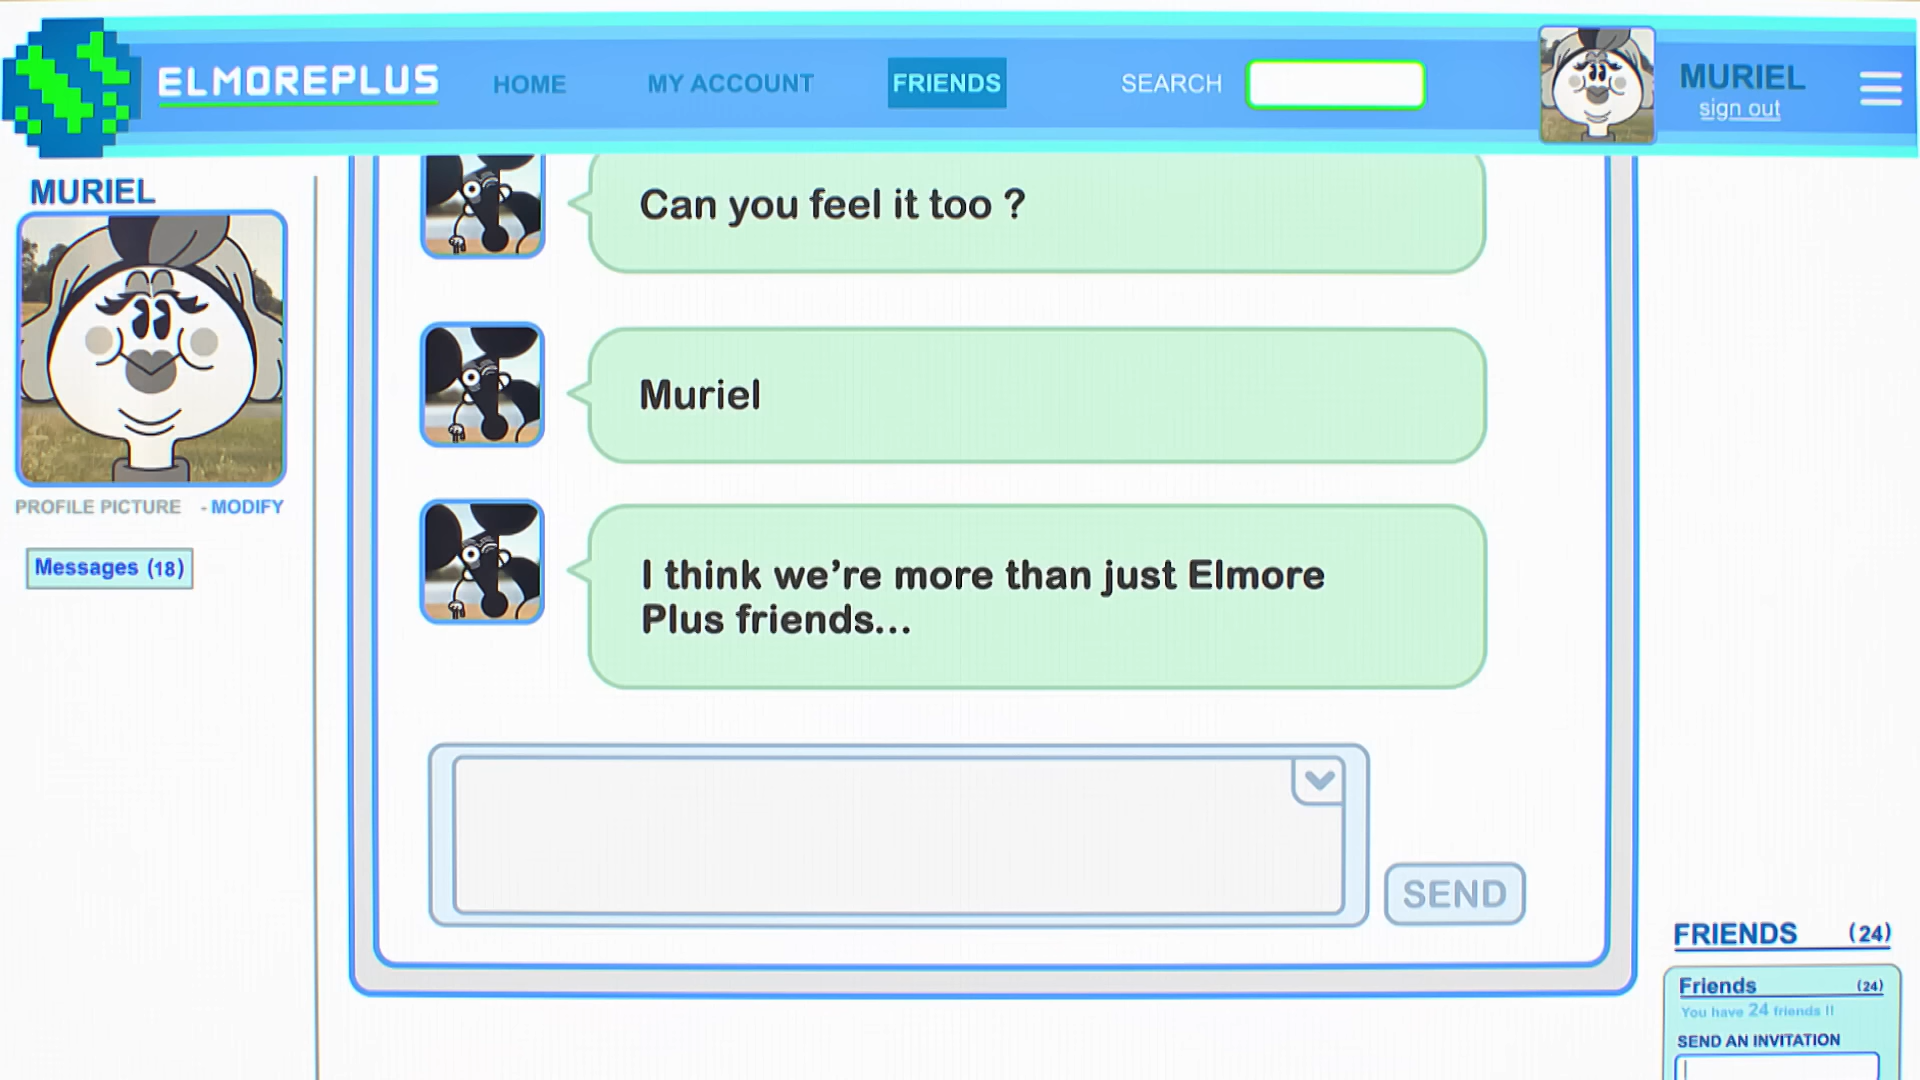 ELMOREPLUS
HOME
MY ACCOUNT
FRIENDS
SEARCH
MURIEL
sign out
MURIEL
PROFILE PICTURE - MODIFY
Messages (18)
Can you feel it too ?
Muriel
I think we’re more than just Elmore
Plus friends...
SEND
FRIENDS (24)
Friends (24)
You have 24 friends !!
SEND AN INVITATION